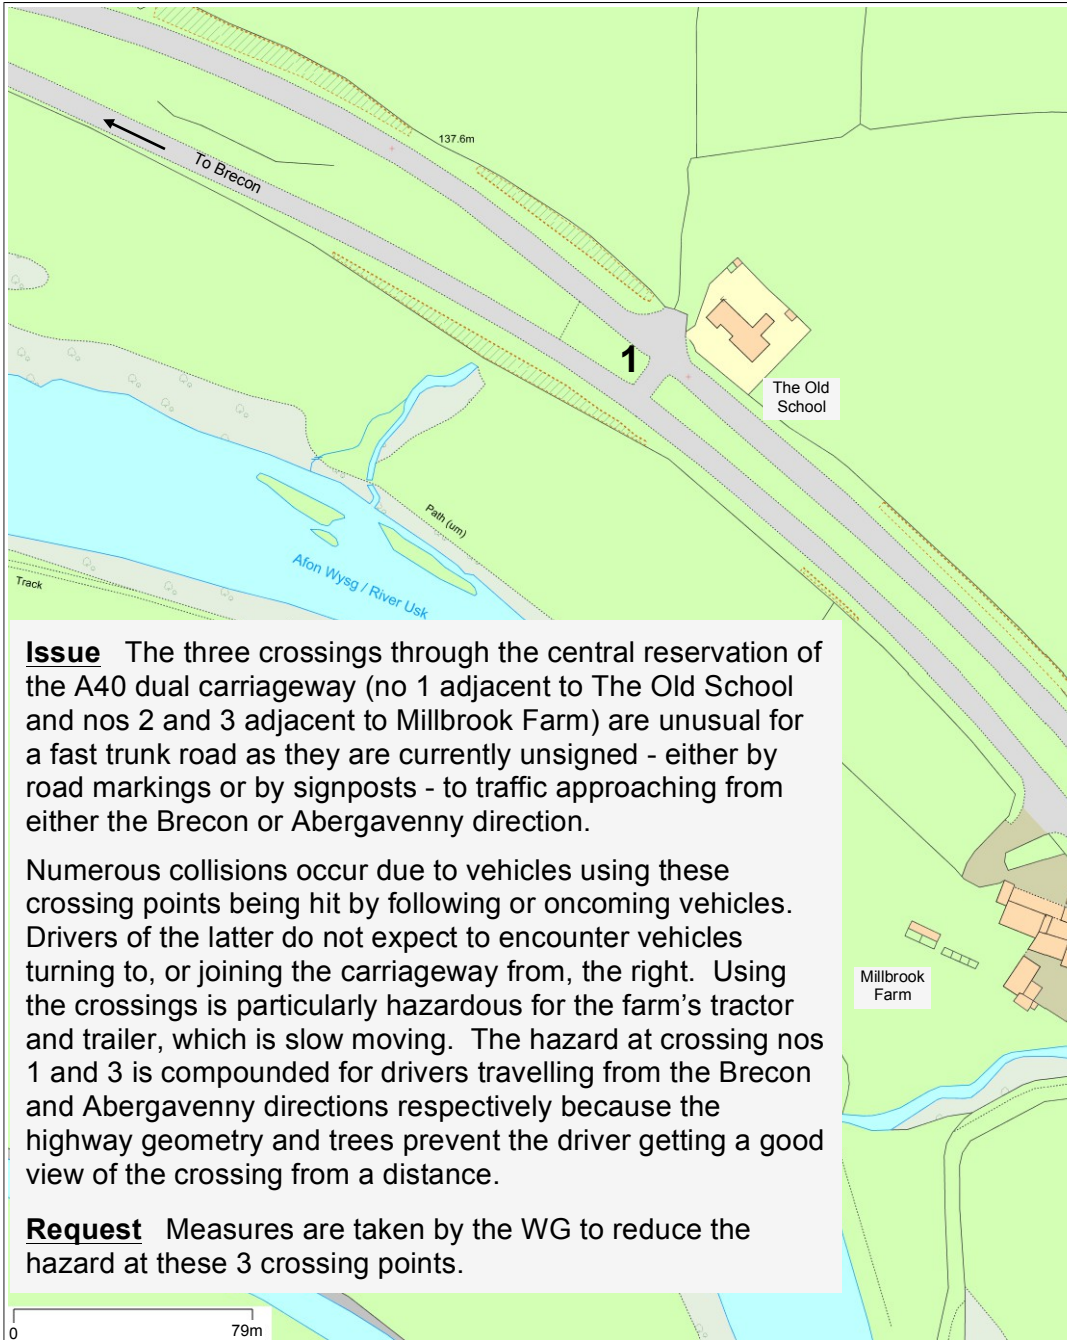 137.6m
To Brecon
1
The Old
School
Path (um)
Afon Wysg / River Usk
Track
Issue The three crossings through the central reservation of
the A40 dual carriageway (no 1 adjacent to The Old School
and nos 2 and 3 adjacent to Millbrook Farm) are unusual for
a fast trunk road as they are currently unsigned - either by
road markings or by signposts - to traffic approaching from
either the Brecon or Abergavenny direction.
Numerous collisions occur due to vehicles using these
crossing points being hit by following or oncoming vehicles.
Drivers of the latter do not expect to encounter vehicles
turning to, or joining the carriageway from, the right. Using
the crossings is particularly hazardous for the farm's tractor
and trailer, which is slow moving. The hazard at crossing nos
1 and 3 is compounded for drivers travelling from the Brecon
and Abergavenny directions respectively because the
highway geometry and trees prevent the driver getting a good
view of the crossing from a distance.
Request Measures are taken by the WG to reduce the
hazard at these 3 crossing points.
Millbrook
Farm
0 79m